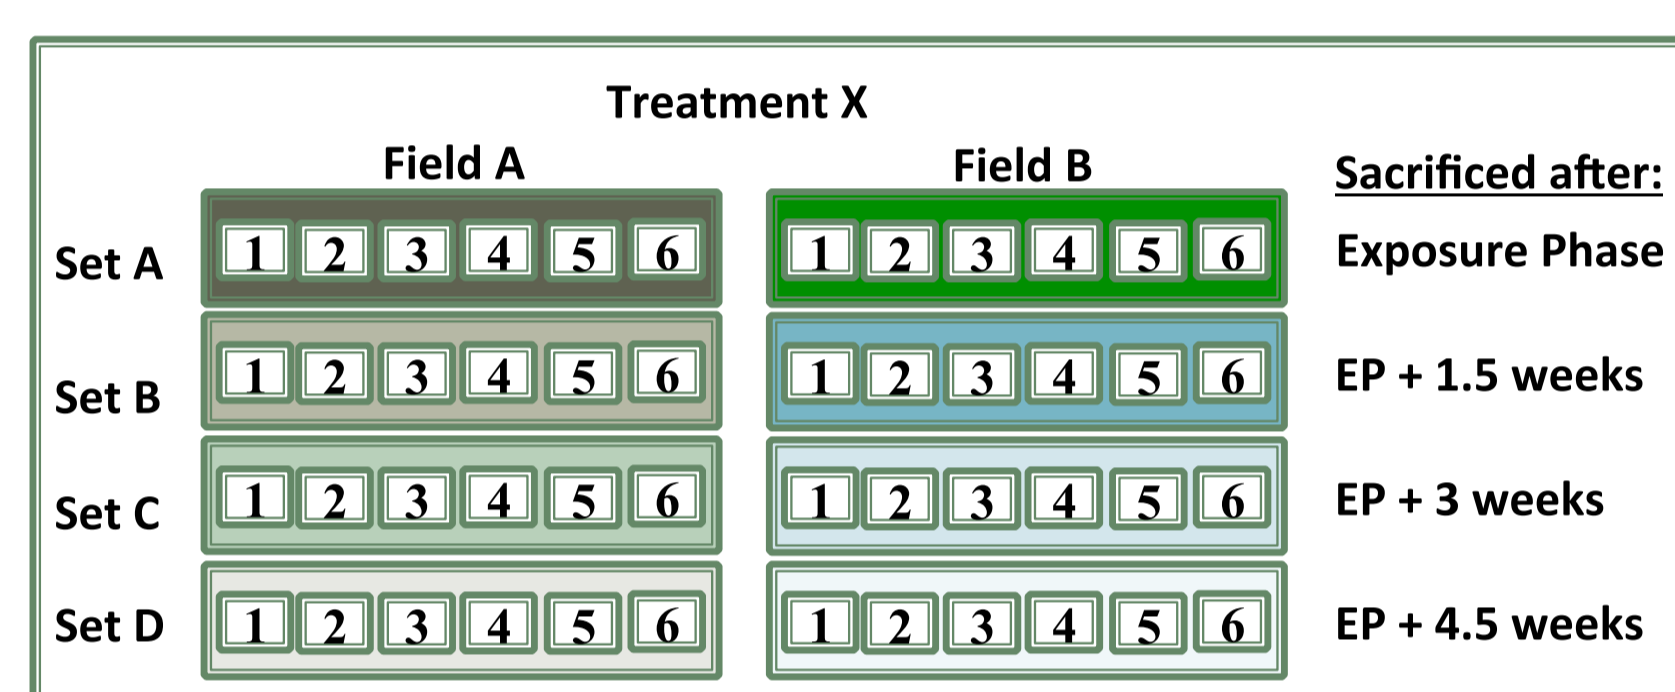 Treatment X
Field A Field B Sacrificed after:
Set A 1 2 3 4 5 6 1 2 3 4 5 6 Exposure Phase
Set B 1 2 3 4 5 6 1 2 3 4 5 6 EP + 1.5 weeks
Set C 1 2 3 4 5 6 1 2 3 4 5 6 EP + 3 weeks
Set D 1 2 3 4 5 6 1 2 3 4 5 6 EP + 4.5 weeks